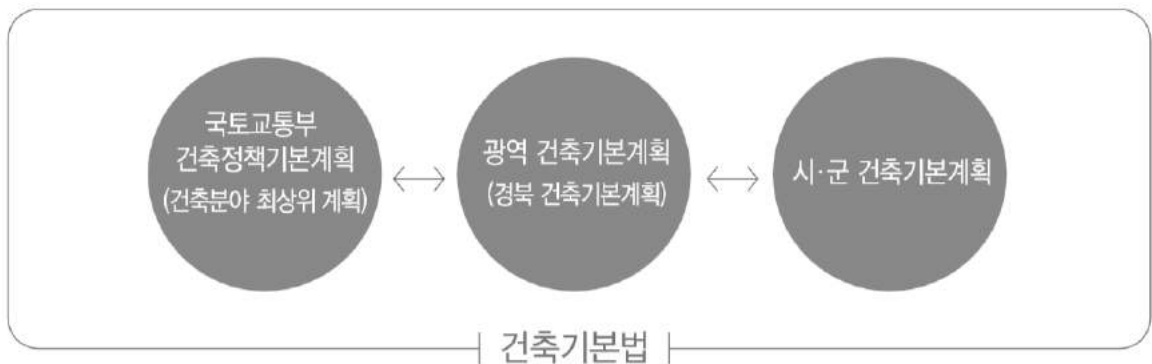 국토교통부
건축정책기본계획
(건축분야 최상위 계획)
광역 건축기본계획
(경북 건축기본계획)
시·군 건축기본계획
건축기본법